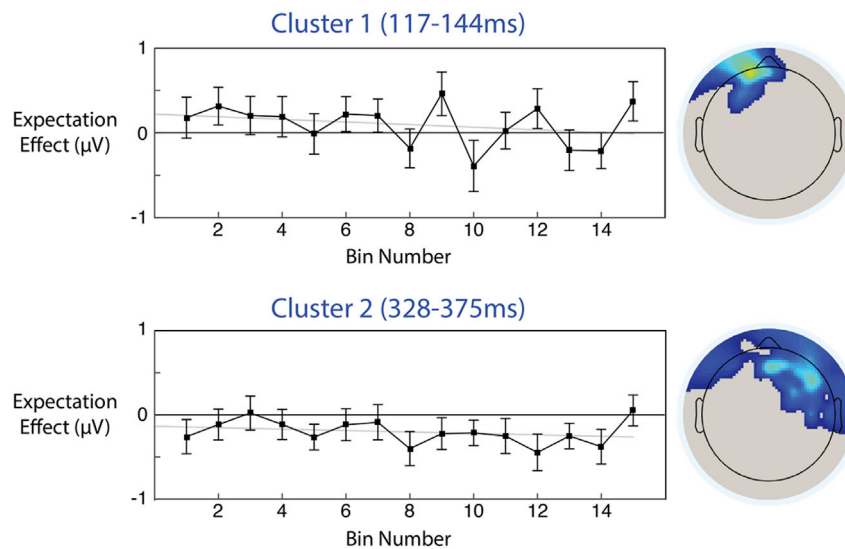 Cluster 1 (117-144ms)
1
Expectation
Effect (µV)
0
-1
2 4 6 8 10 12 14
Bin Number
Cluster 2 (328-375ms)
1
Expectation
Effect (µV)
0
-1
2 4 6 8 10 12 14
Bin Number